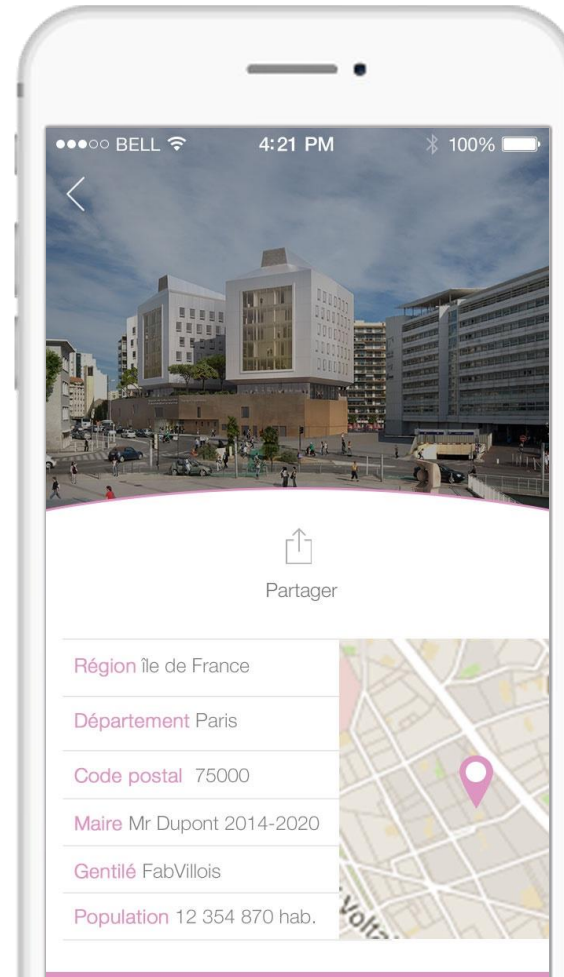 BELL 4:21 PM 100%
Partager
Région île de France
Département Paris
Code postal 75000
Maire Mr Dupont 2014-2020
Gentilé FabVillois
Population 12 354 870 hab.
Volta